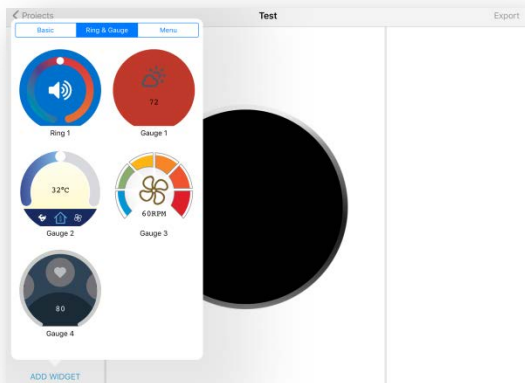 Projects
Test
Export
Basic
Ring & Gauge
Menu
Ring 1
72
Gauge 1
32°C
Gauge 2
60RPM
Gauge 3
80
Gauge 4
ADD WIDGET